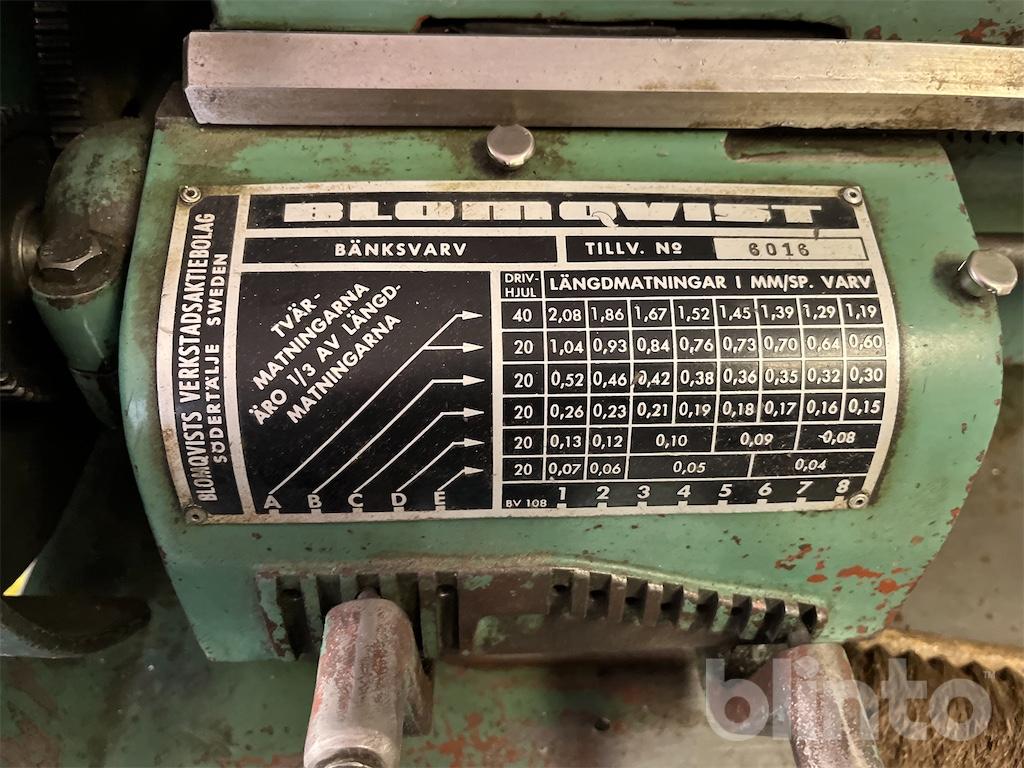 BLOMQVISTS VERKSTADSAKTIEBOLAG
SÖDERTÄLJE SWEDEN
BLOMQVIST
BÄNKSVARV
TILLV. Nº 6016
TVÄR-
MATNINGARNA
ÄRO 1/3 AV LÄNGD-
MATNINGARNA
A B C D E
DRIV-
HJUL LÄNGDMATNINGAR I MM/SP. VARV
40 2,08 1,86 1,67 1,52 1,45 1,39 1,29 1,19
20 1,04 0,93 0,84 0,76 0,73 0,70 0,64 0,60
20 0,52 0,46 0,42 0,38 0,36 0,35 0,32 0,30
20 0,26 0,23 0,21 0,19 0,18 0,17 0,16 0,15
20 0,13 0,12 0,10 0,09 0,08
20 0,07 0,06 0,05 0,04
BV 108 1 2 3 4 5 6 7 8
blinto™